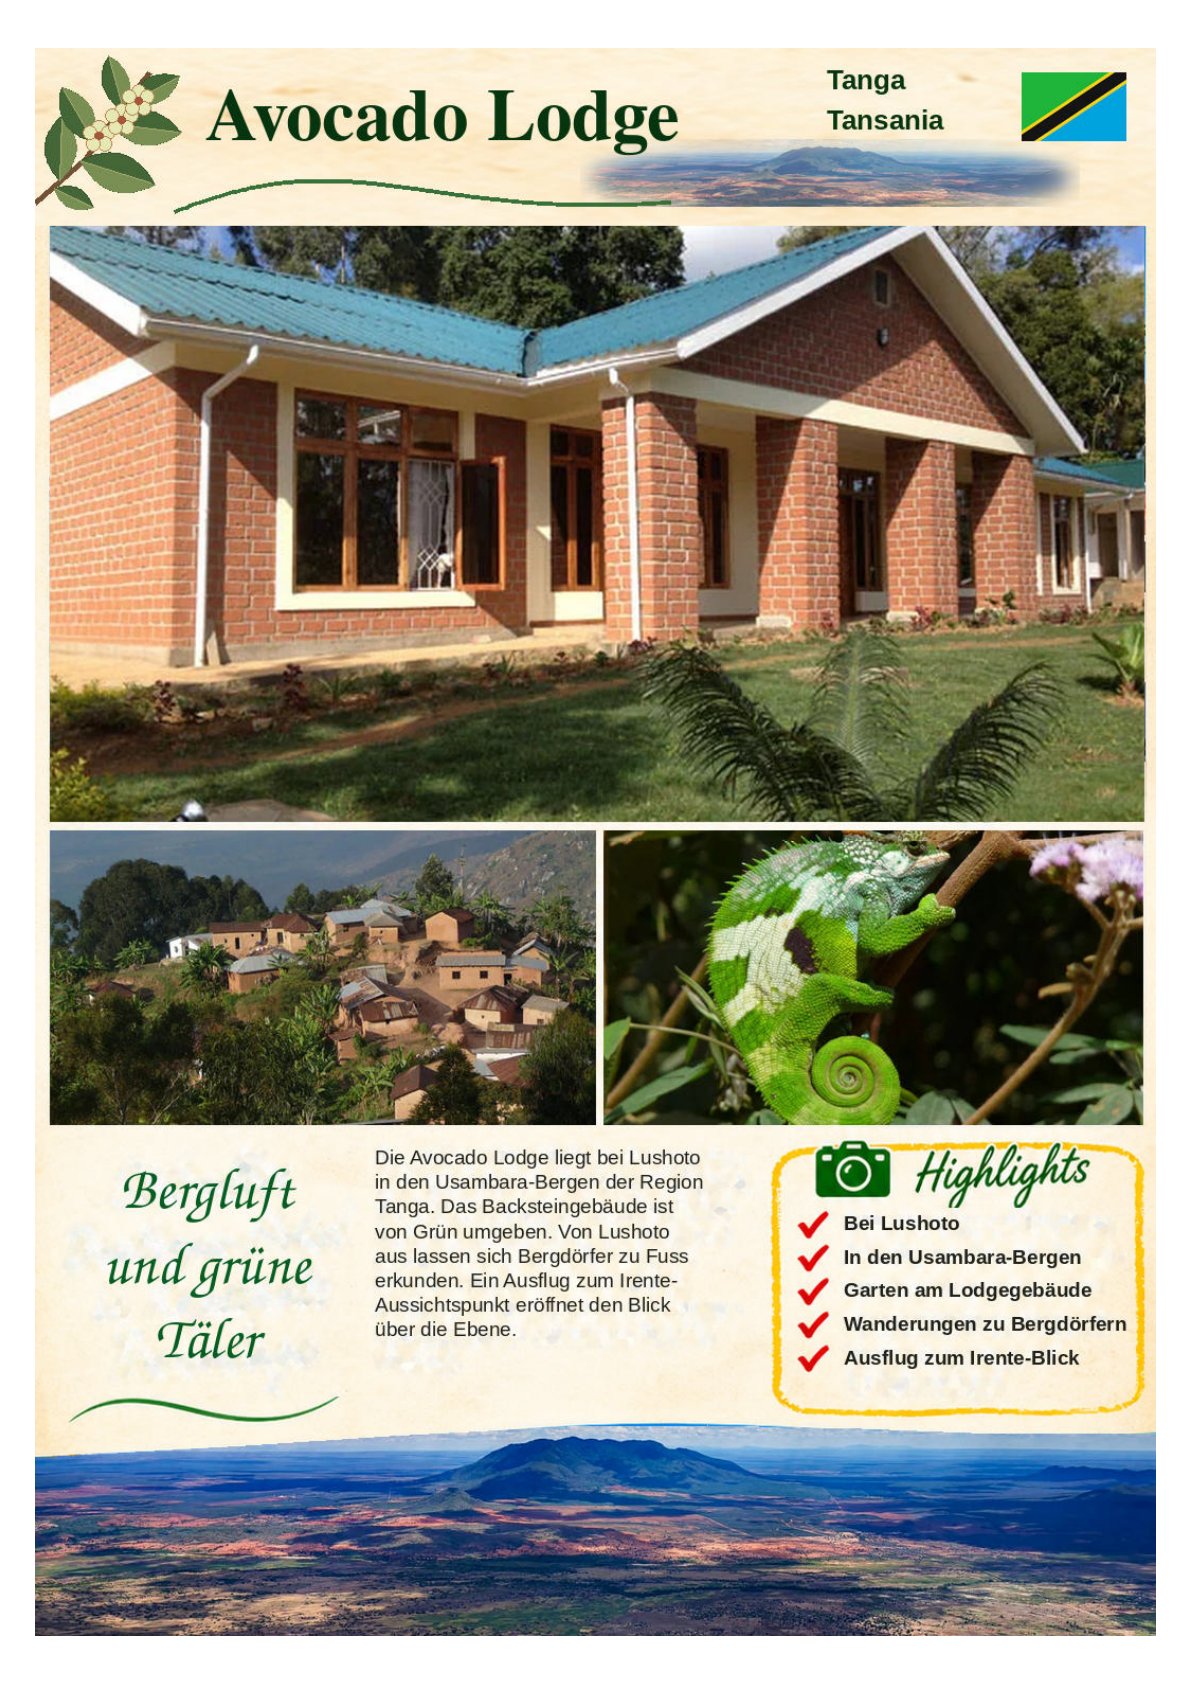 Avocado Lodge
Tanga
Tansania
Bergluft
und grüne
Täler
Die Avocado Lodge liegt bei Lushoto
in den Usambara-Bergen der Region
Tanga. Das Backsteingebäude ist
von Grün umgeben. Von Lushoto
aus lassen sich Bergdörfer zu Fuss
erkunden. Ein Ausflug zum Irente-
Aussichtspunkt eröffnet den Blick
über die Ebene.
Highlights
Bei Lushoto
In den Usambara-Bergen
Garten am Lodgegebäude
Wanderungen zu Bergdörfern
Ausflug zum Irente-Blick